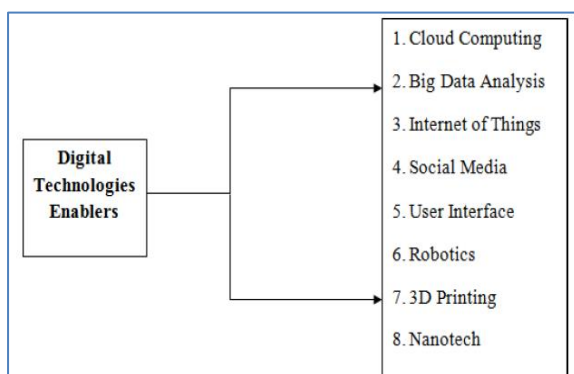 Digital
Technologies
Enablers
1. Cloud Computing
2. Big Data Analysis
3. Internet of Things
4. Social Media
5. User Interface
6. Robotics
7. 3D Printing
8. Nanotech